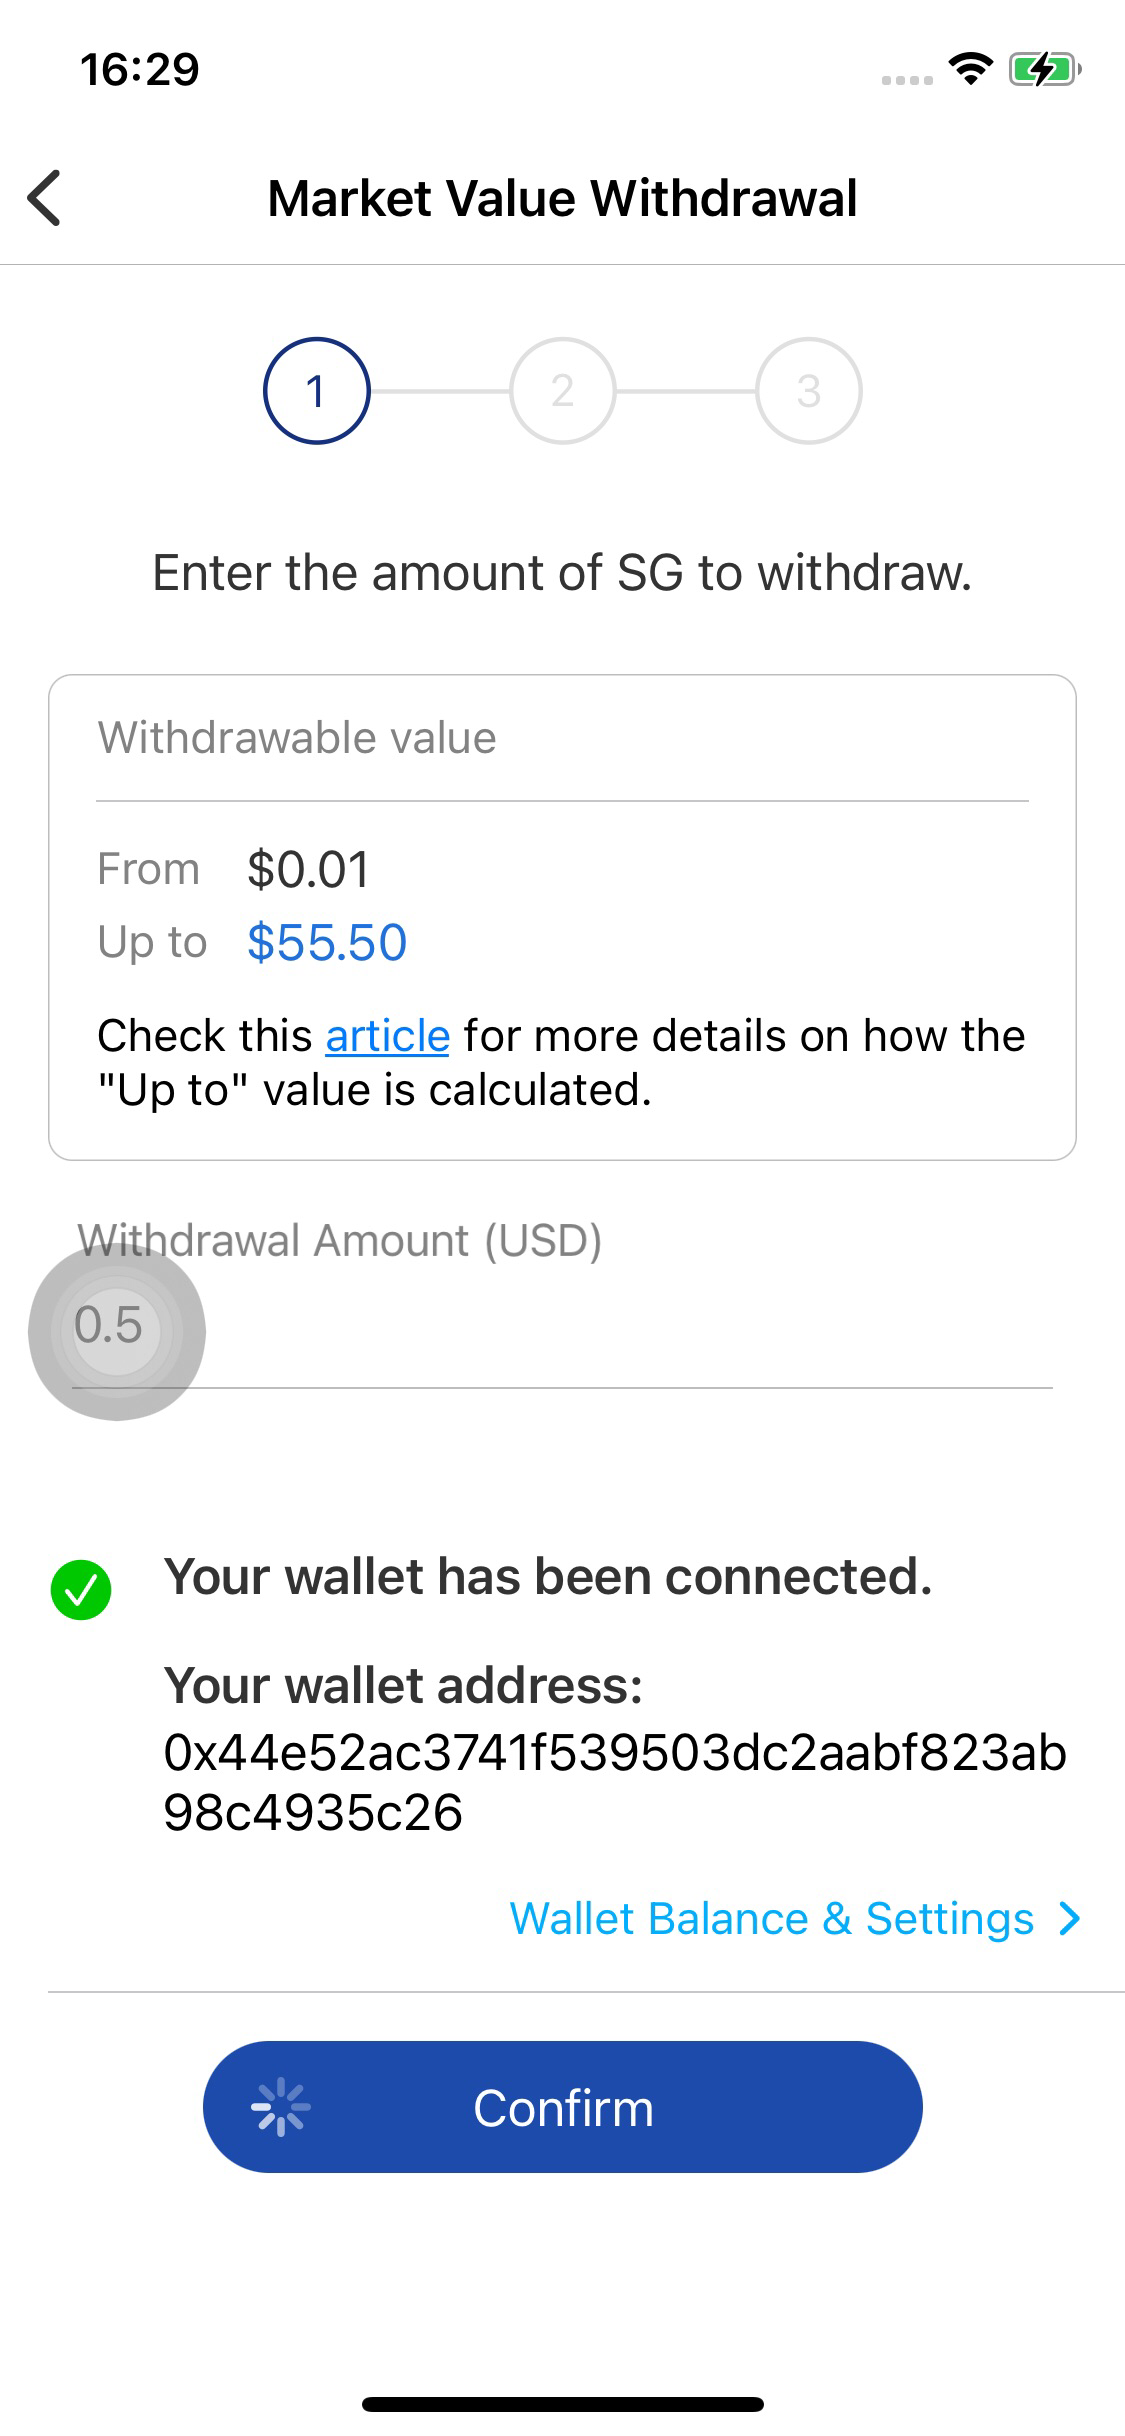 16:29
Market Value Withdrawal
1 2 3
Enter the amount of SG to withdraw.
Withdrawable value
From $0.01
Up to $55.50
Check this article for more details on how the
"Up to" value is calculated.
Withdrawal Amount (USD)
0.5
Your wallet has been connected.
Your wallet address:
0x44e52ac3741f539503dc2aabf823ab
98c4935c26
Wallet Balance & Settings
Confirm